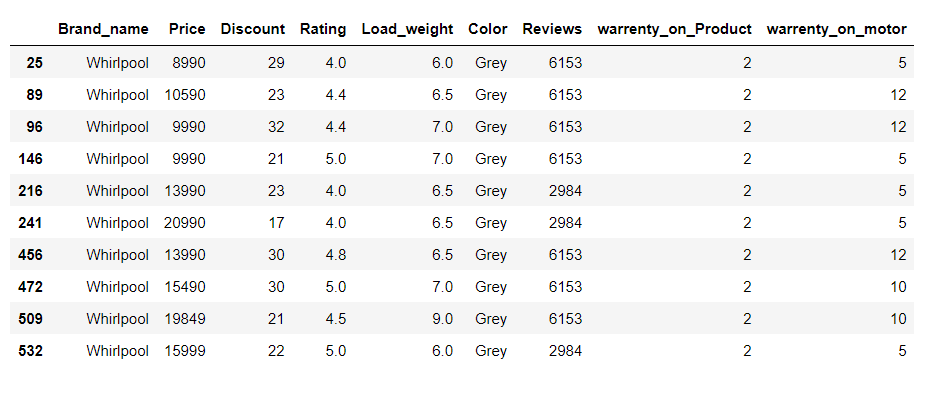 Brand_name Price Discount Rating Load_weight Color Reviews warrenty_on_Product warrenty_on_motor
25 Whirlpool 8990 29 4.0 6.0 Grey 6153 2 5
89 Whirlpool 10590 23 4.4 6.5 Grey 6153 2 12
96 Whirlpool 9990 32 4.4 7.0 Grey 6153 2 12
146 Whirlpool 9990 21 5.0 7.0 Grey 6153 2 5
216 Whirlpool 13990 23 4.0 6.5 Grey 2984 2 5
241 Whirlpool 20990 17 4.0 6.5 Grey 2984 2 5
456 Whirlpool 13990 30 4.8 6.5 Grey 6153 2 12
472 Whirlpool 15490 30 5.0 7.0 Grey 6153 2 10
509 Whirlpool 19849 21 4.5 9.0 Grey 6153 2 10
532 Whirlpool 15999 22 5.0 6.0 Grey 2984 2 5